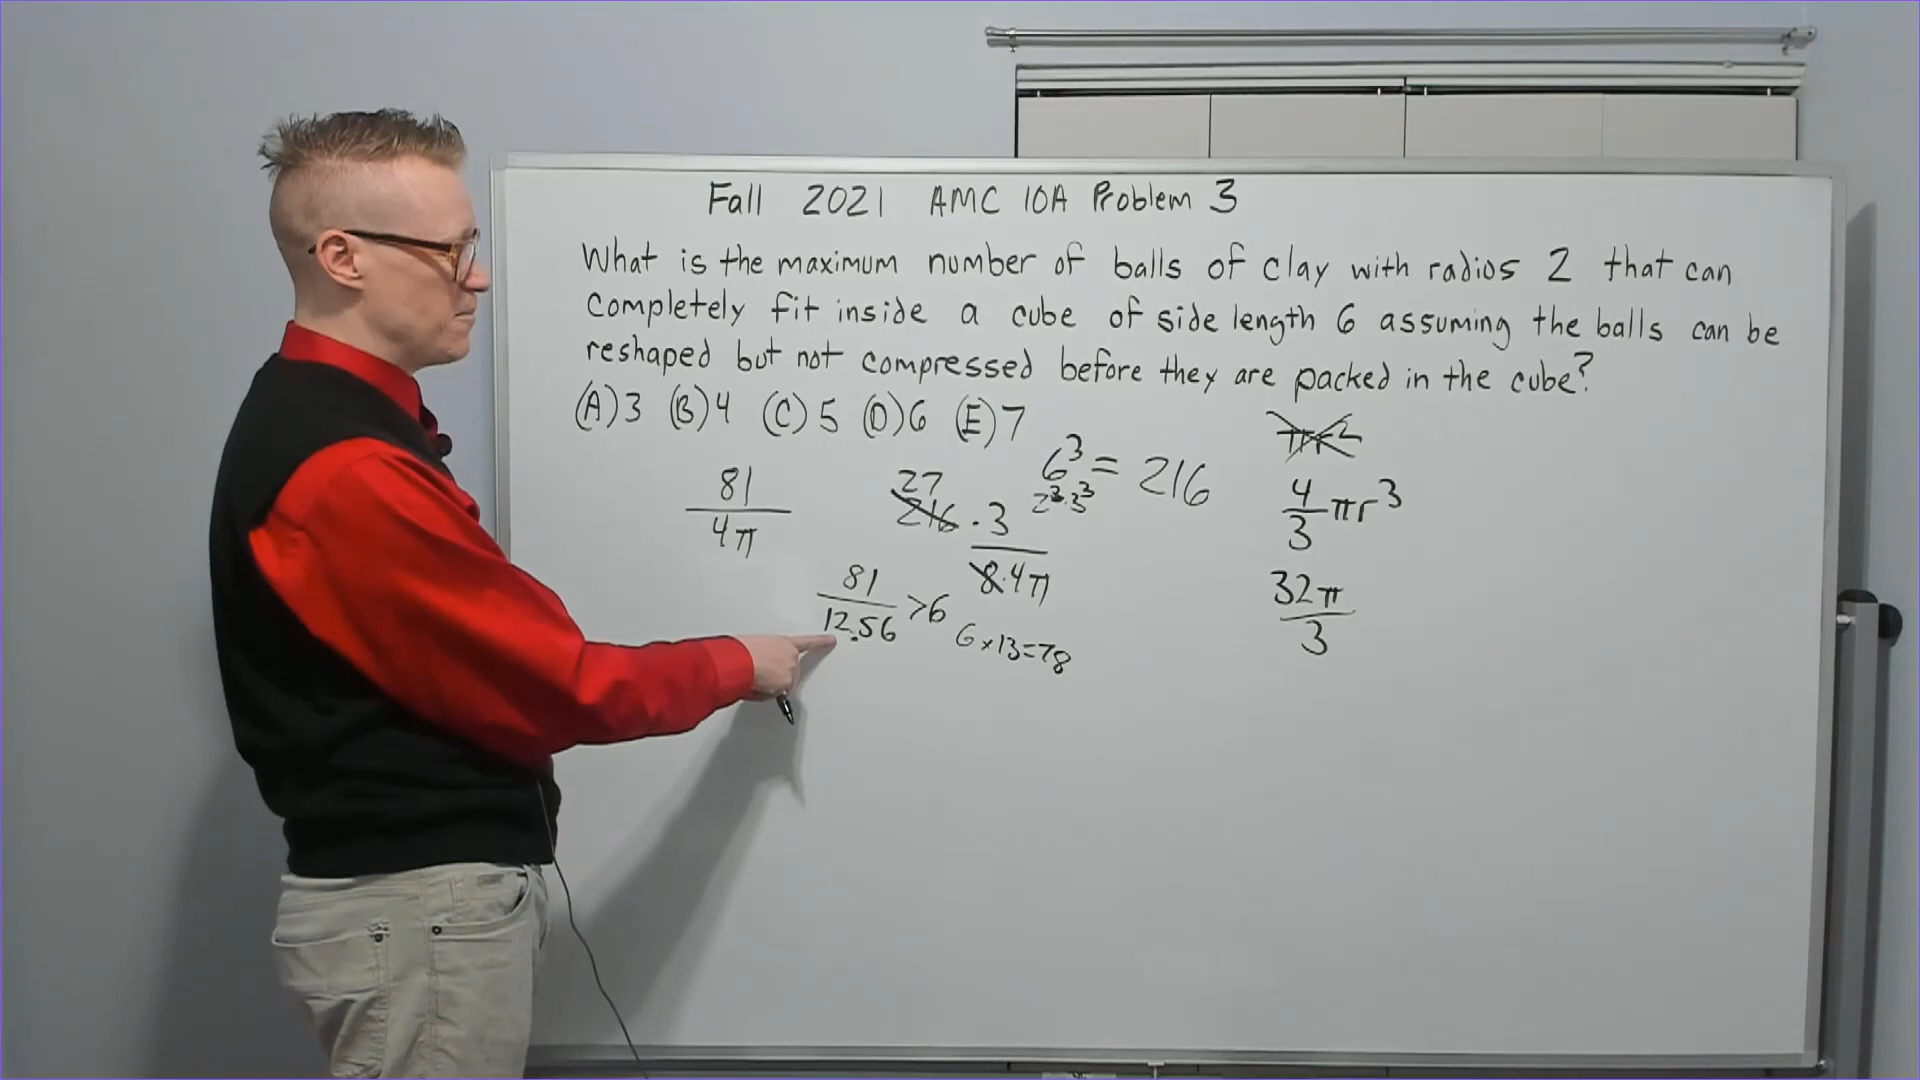 Fall 2021 AMC 10A Problem 3
What is the maximum number of balls of clay with radios 2 that can
completely fit inside a cube of side length 6 assuming the balls can be
reshaped but not compressed before they are packed in the cube?
(A) 3 (B) 4 (C) 5 (D) 6 (E) 7
πr²
6³ = 216
2³·3³
4/3 πr³
81/4π
27
216·3/8·4π
32π/3
81/12.56 >6
6×13=78